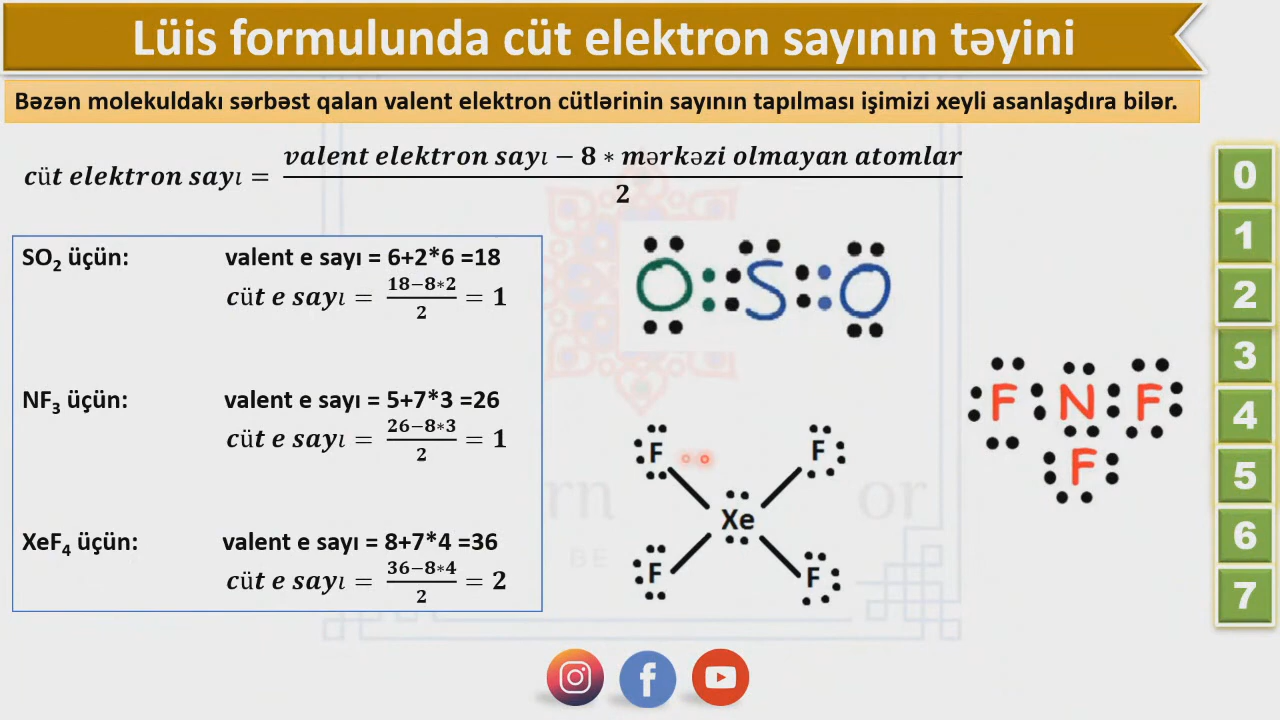 Lüis formulunda cüt elektron sayının təyini
Bəzən molekuldakı sərbəst qalan valent elektron cütlərinin sayının tapılması işimizi xeyli asanlaşdıra bilər.
cüt elektron sayı = (valent elektron sayı − 8 * mərkəzi olmayan atomlar) / 2
SO₂ üçün: valent e sayı = 6+2*6 =18
cüt e sayı = (18−8*2) / 2 = 1
NF₃ üçün: valent e sayı = 5+7*3 =26
cüt e sayı = (26−8*3) / 2 = 1
XeF₄ üçün: valent e sayı = 8+7*4 =36
cüt e sayı = (36−8*4) / 2 = 2
O S O
F N F
F
F F
Xe
F F
0
1
2
3
4
5
6
7